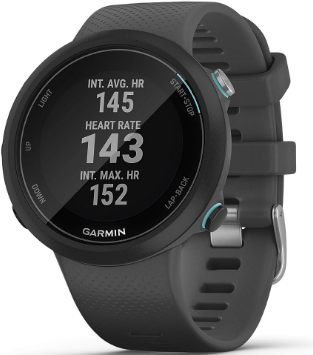 INT. AVG. HR
145
HEART RATE
143
INT. MAX. HR
152
GARMIN
LIGHT
UP
DOWN
START•STOP
LAP•BACK